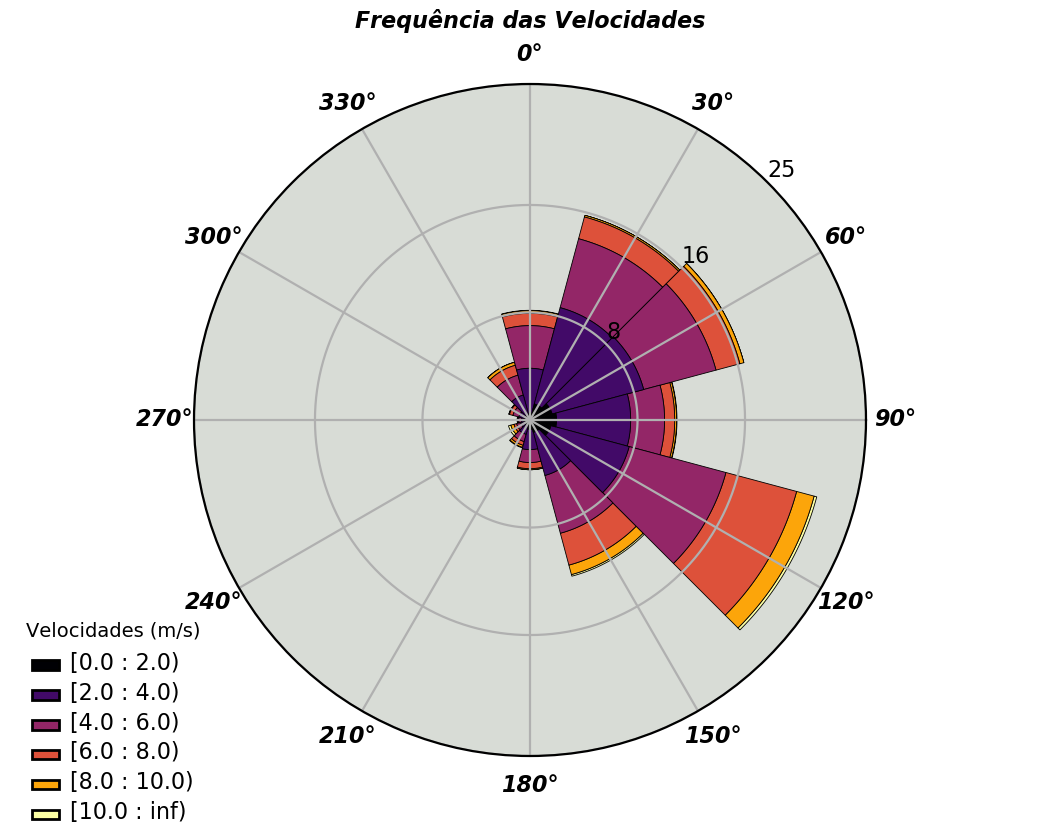 Frequência das Velocidades
0°
330°
30°
25
300°
60°
16
8
270°
90°
240°
120°
Velocidades (m/s)
[0.0 : 2.0)
[2.0 : 4.0)
[4.0 : 6.0)
[6.0 : 8.0)
[8.0 : 10.0)
[10.0 : inf)
210°
150°
180°